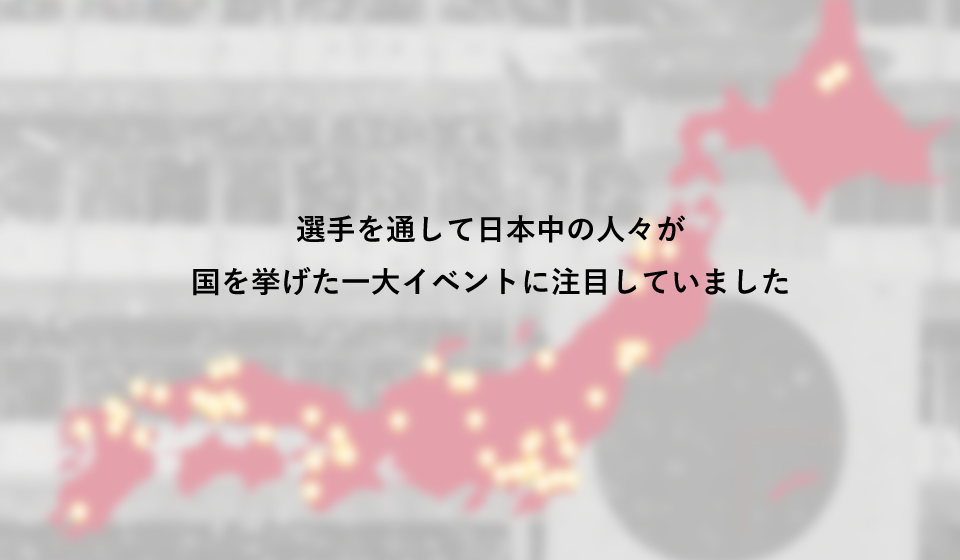 選手を通して日本中の人々が
国を挙げた一大イベントに注目していました